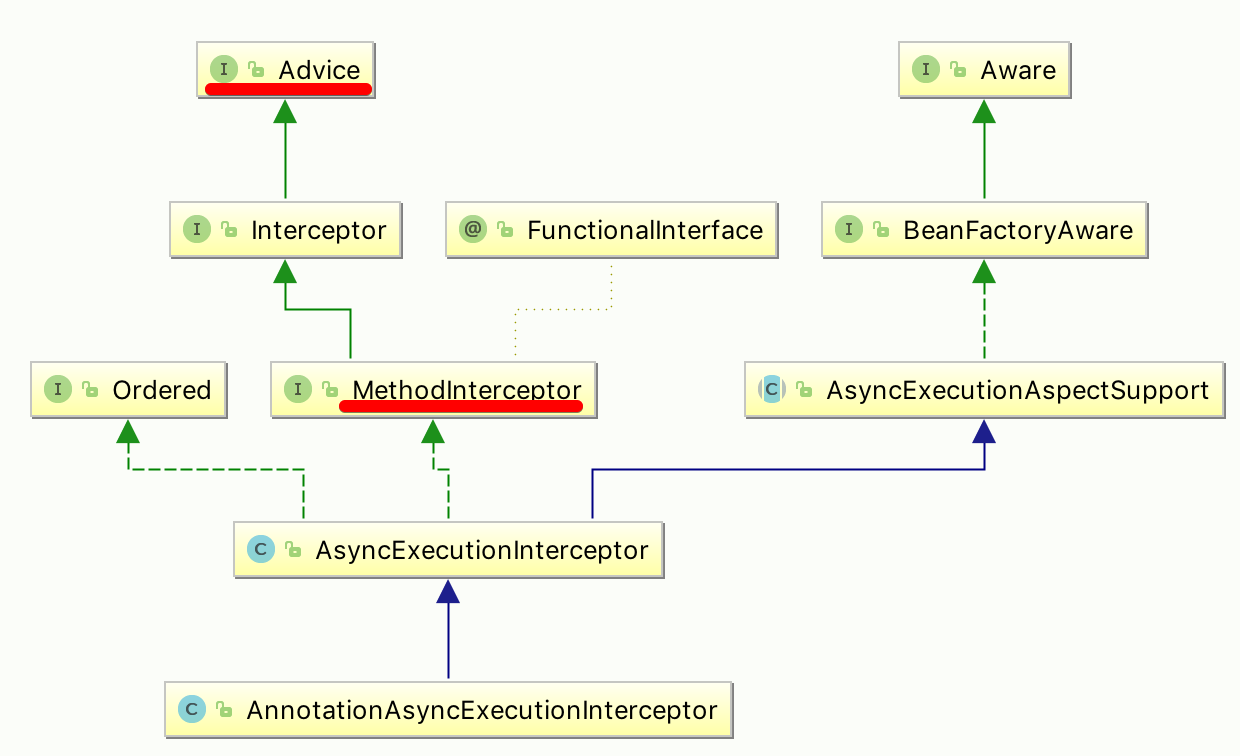 I Advice
I Aware
I Interceptor
@ FunctionalInterface
I BeanFactoryAware
I Ordered
I MethodInterceptor
C AsyncExecutionAspectSupport
C AsyncExecutionInterceptor
C AnnotationAsyncExecutionInterceptor